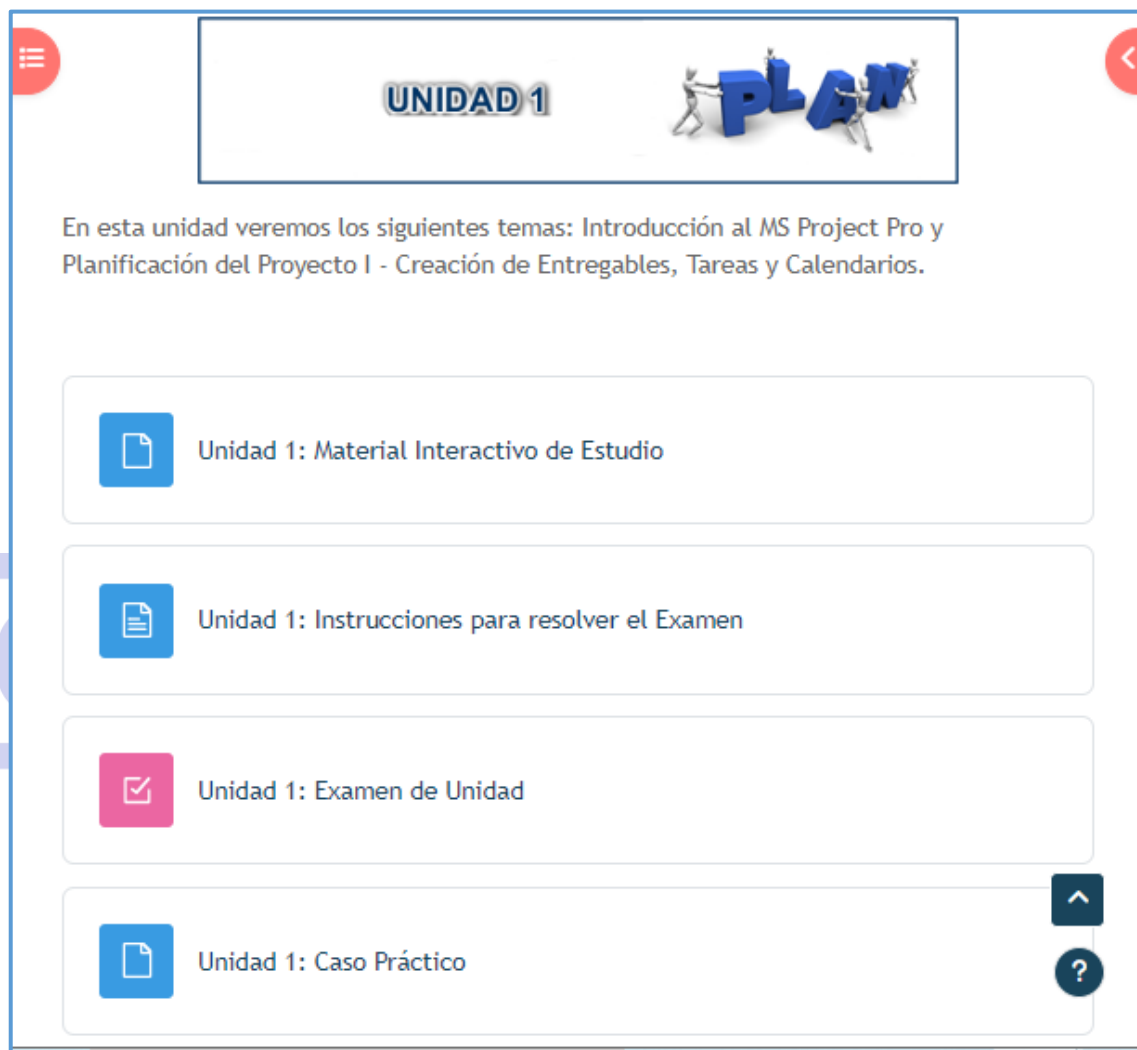 UNIDAD 1
PLAN
En esta unidad veremos los siguientes temas: Introducción al MS Project Pro y
Planificación del Proyecto I - Creación de Entregables, Tareas y Calendarios.
Unidad 1: Material Interactivo de Estudio
Unidad 1: Instrucciones para resolver el Examen
Unidad 1: Examen de Unidad
Unidad 1: Caso Práctico
?